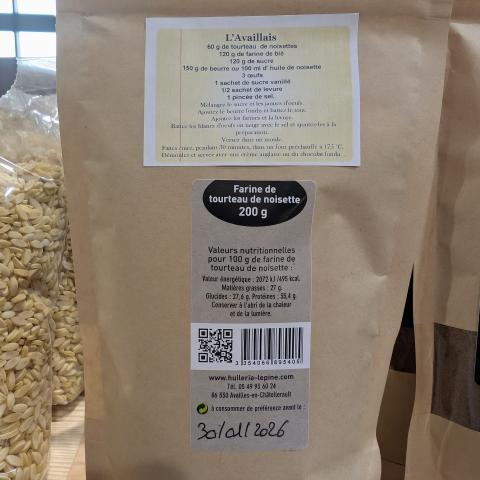 L'Availlais
60 g de tourteau de noisettes
120 g de farine de blé
120 g de sucre
150 g de beurre ou 100 ml d' huile de noisette
3 œufs
1 sachet de sucre vanillé
1/2 sachet de levure
1 pincée de sel.
Mélangez le sucre et les jaunes d'oeufs.
Ajoutez le beurre fondu et battez le tout.
Ajoutez les farines et la levure.
Battez les blancs d'oeufs en neige avec le sel et ajoutez-les à la
préparation.
Versez dans un moule.
Faites cuire, pendant 30 minutes, dans un four préchauffé à 175 °C.
Démoulez et servez avec une crème anglaise ou du chocolat fondu.
Farine de
tourteau de noisette
200 g
Valeurs nutritionnelles
pour 100 g de farine de
tourteau de noisette :
Valeur énergétique : 2072 kJ /495 kcal.
Matières grasses : 27 g.
Glucides : 27,6 g. Protéines : 35,4 g.
Conserver à l'abri de la chaleur
et de la lumière.
www.huilerie-lepine.com
Tél. 05 49 93 60 24
86 530 Availles-en-Châtellerault
à consommer de préférence avant le :
30/01/2026